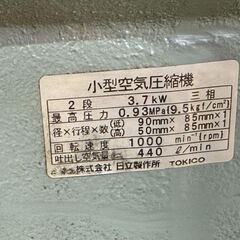 小型空気圧縮機
2段 3.7kW 三相
最高圧力 0.93MPa(9.5kgf/cm²)
径×行程×数 (低) 90mm× 85mm×1
(高) 50mm× 85mm×1
回転速度 1000 min⁻¹(rpm)
吐出し空気量 440 ℓ/min
株式会社 日立製作所 TOKICO